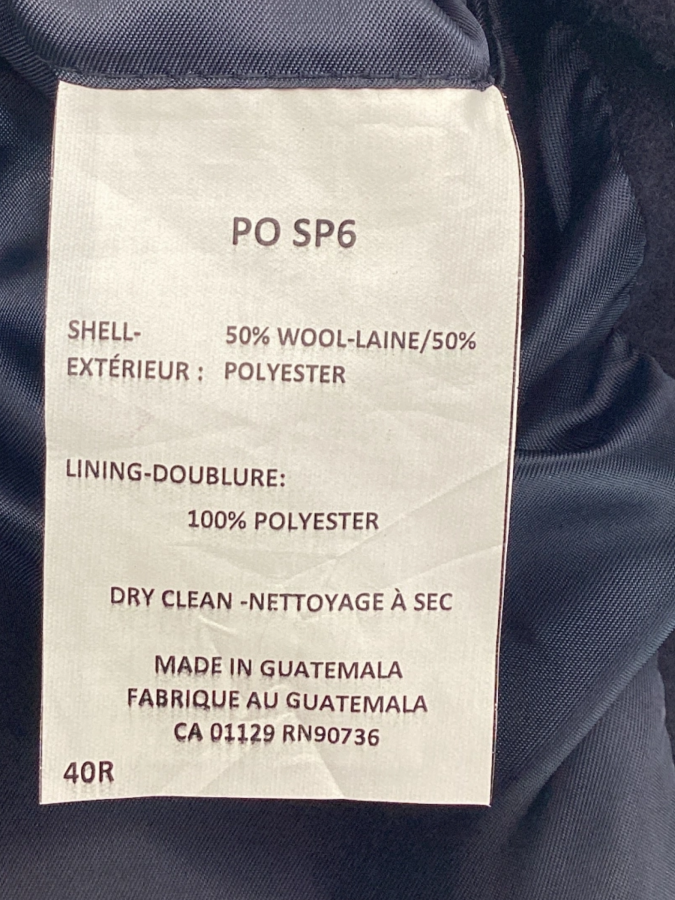 PO SP6
SHELL- 50% WOOL-LAINE/50%
EXTÉRIEUR : POLYESTER
LINING-DOUBLURE:
100% POLYESTER
DRY CLEAN -NETTOYAGE À SEC
MADE IN GUATEMALA
FABRIQUE AU GUATEMALA
CA 01129 RN90736
40R